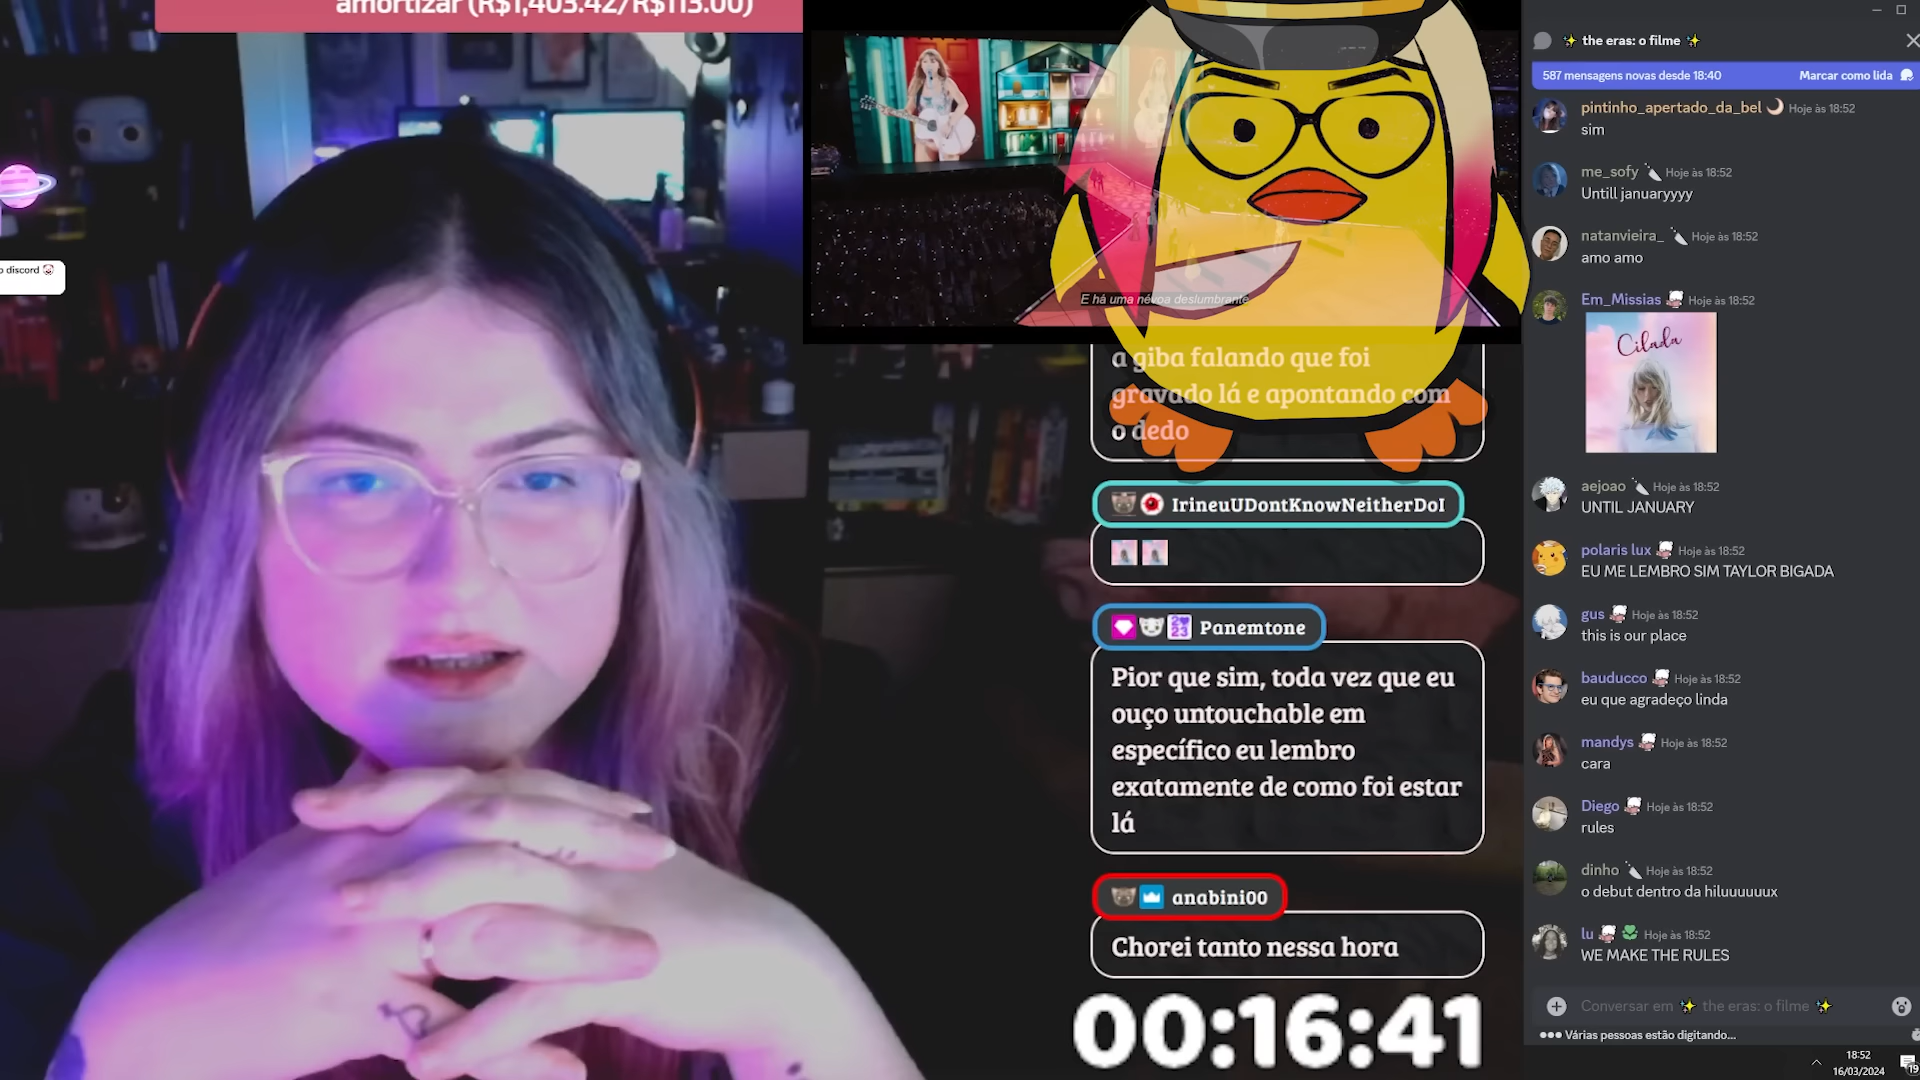 amortizar (R$1,403.42/R$113.00)
o discord
E há uma névoa deslumbrante
a giba falando que foi
gravado lá e apontando com
o dedo
IrineuUDontKnowNeitherDoI
Panemtone
Pior que sim, toda vez que eu
ouço untouchable em
específico eu lembro
exatamente de como foi estar
lá
anabini00
Chorei tanto nessa hora
00:16:41
the eras: o filme
587 mensagens novas desde 18:40 Marcar como lida
pintinho_apertado_da_bel Hoje às 18:52
sim
me_sofy Hoje às 18:52
Untill januaryyyy
natanvieira_ Hoje às 18:52
amo amo
Em_Missias Hoje às 18:52
Cilada
aejoao Hoje às 18:52
UNTIL JANUARY
polaris lux Hoje às 18:52
EU ME LEMBRO SIM TAYLOR BIGADA
gus Hoje às 18:52
this is our place
bauducco Hoje às 18:52
eu que agradeço linda
mandys Hoje às 18:52
cara
Diego Hoje às 18:52
rules
dinho Hoje às 18:52
o debut dentro da hiluuuuuux
lu Hoje às 18:52
WE MAKE THE RULES
Conversar em the eras: o filme
Várias pessoas estão digitando...
18:52
16/03/2024
19